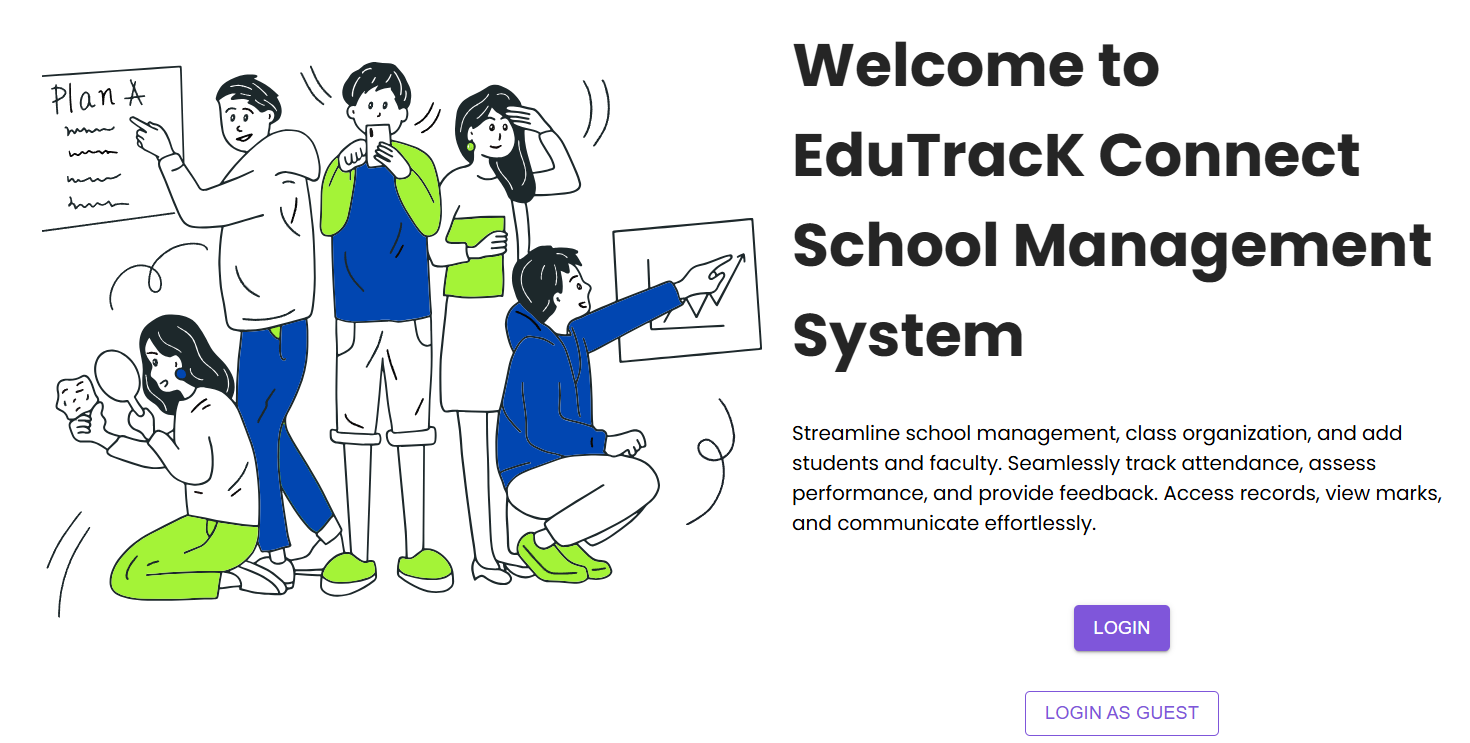 Plan A
Welcome to
EduTracK Connect
School Management
System
Streamline school management, class organization, and add
students and faculty. Seamlessly track attendance, assess
performance, and provide feedback. Access records, view marks,
and communicate effortlessly.
LOGIN
LOGIN AS GUEST